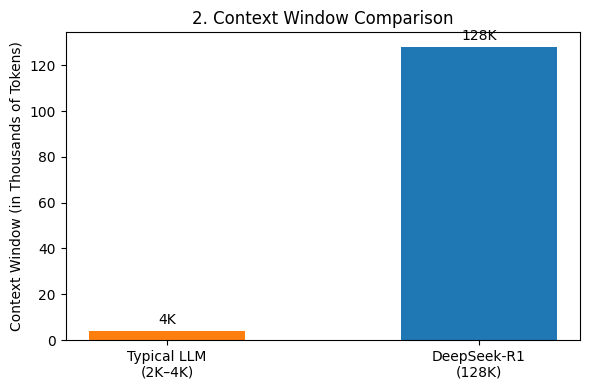 2. Context Window Comparison
Context Window (in Thousands of Tokens)
120
100
80
60
40
20
0
4K
128K
Typical LLM
(2K–4K)
DeepSeek-R1
(128K)